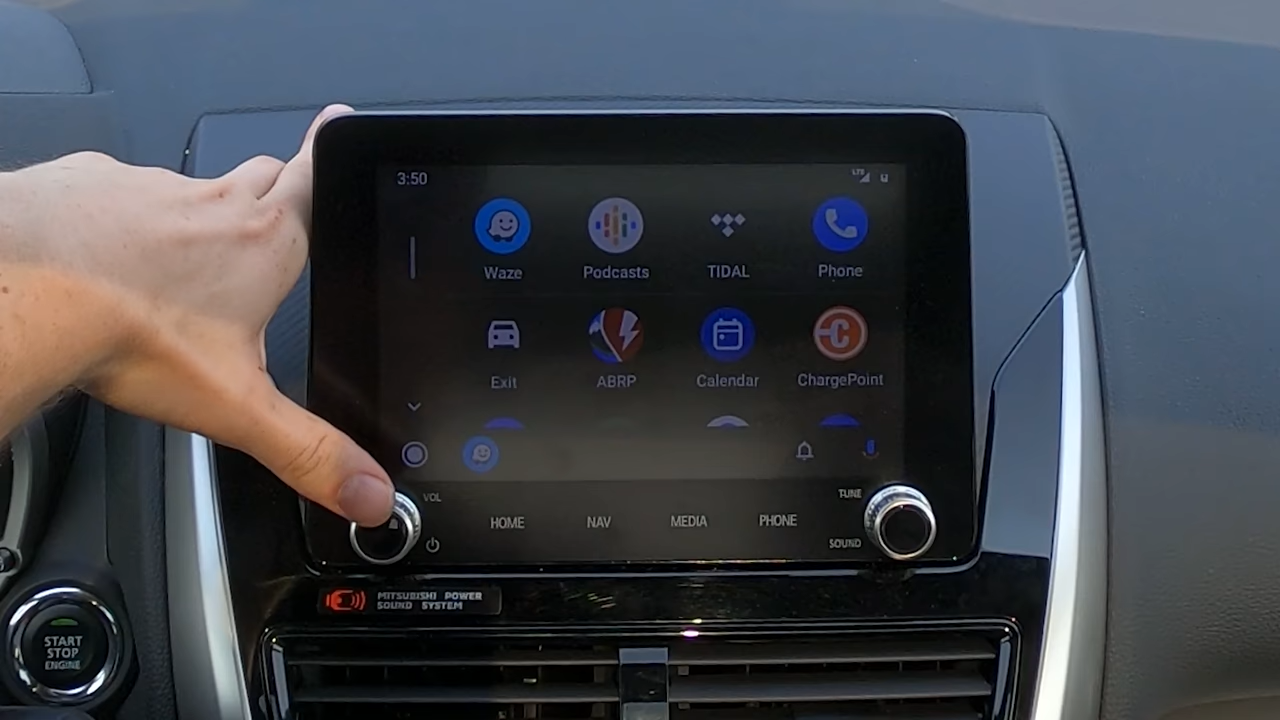 3:50
LTE
Waze
Podcasts
TIDAL
Phone
Exit
ABRP
Calendar
ChargePoint
VOL
TUNE
HOME
NAV
MEDIA
PHONE
SOUND
MITSUBISHI POWER
SOUND SYSTEM
START
STOP
ENGINE